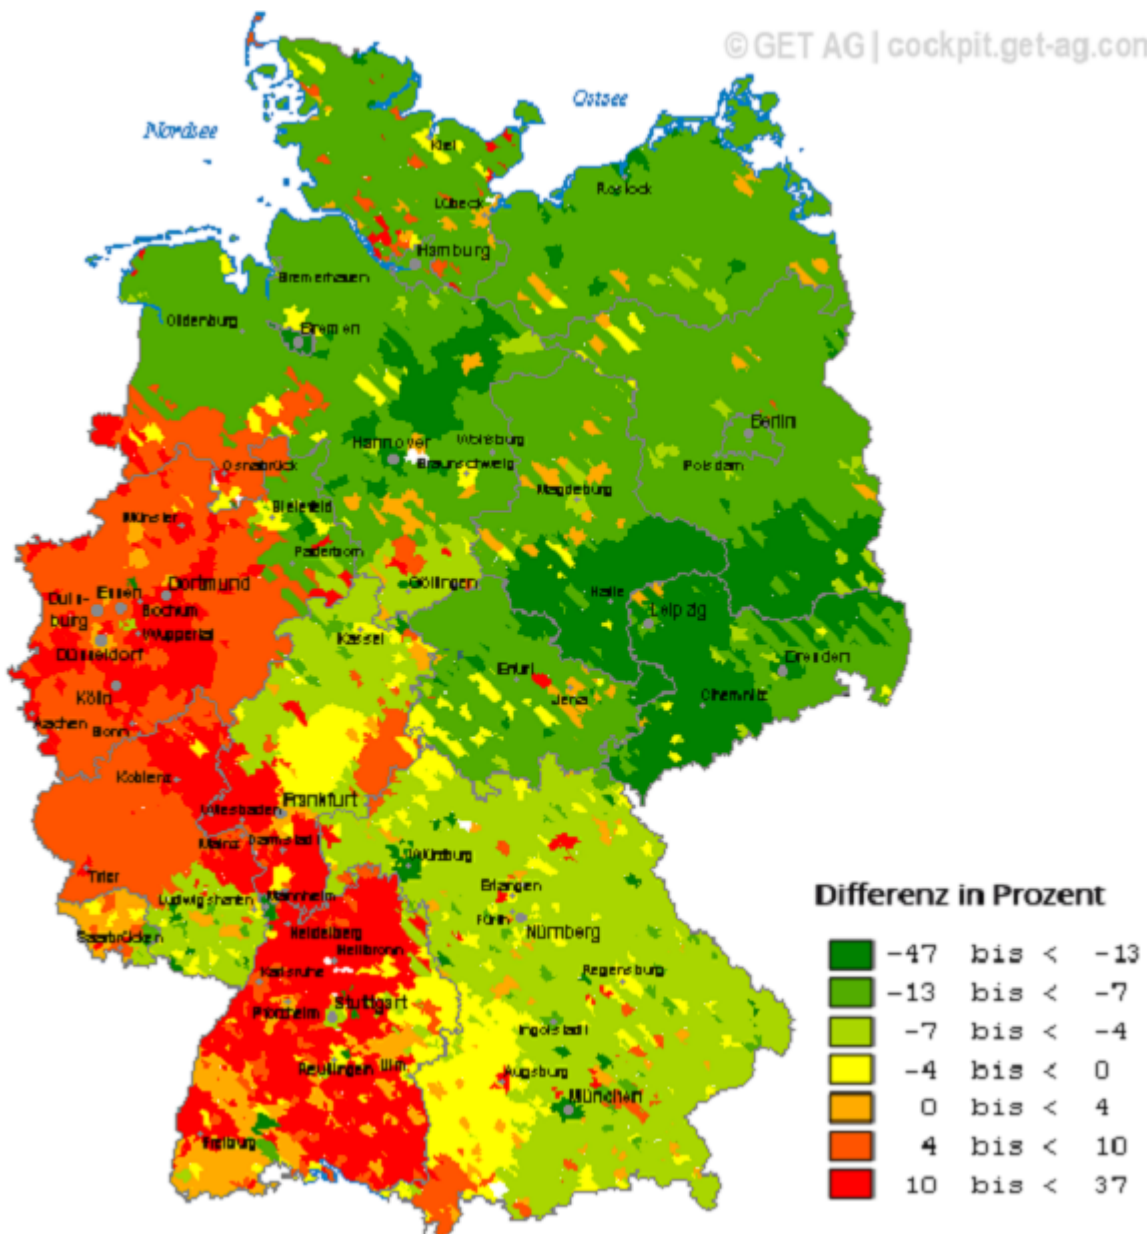 © GET AG | cockpit.get-ag.con
Ostsee
Nordsee
Kiel
Rostock
Lübeck
Hamburg
Bremerhaven
Oldenburg
Bremen
Berlin
Hannover
Wolfsburg
Osnabrück
Braunschweig
Potsdam
Magdeburg
Bielefeld
Münster
Paderborn
Dortmund
Göttingen
Essen
Duis-
burg
Bochum
Halle
Leipzig
Wuppertal
Kassel
Düsseldorf
Dresden
Erfurt
Köln
Jena
Chemnitz
Aachen
Bonn
Koblenz
Frankfurt
Wiesbaden
Mainz
Darmstadt
Würzburg
Trier
Erlangen
Ludwigshafen
Mannheim
Fürth
Nürnberg
Saarbrücken
Heidelberg
Heilbronn
Regensburg
Karlsruhe
Stuttgart
Pforzheim
Ingolstadt
Reutlingen
Ulm
Augsburg
München
Freiburg
Differenz in Prozent
-47 bis < -13
-13 bis < -7
-7 bis < -4
-4 bis < 0
0 bis < 4
4 bis < 10
10 bis < 37